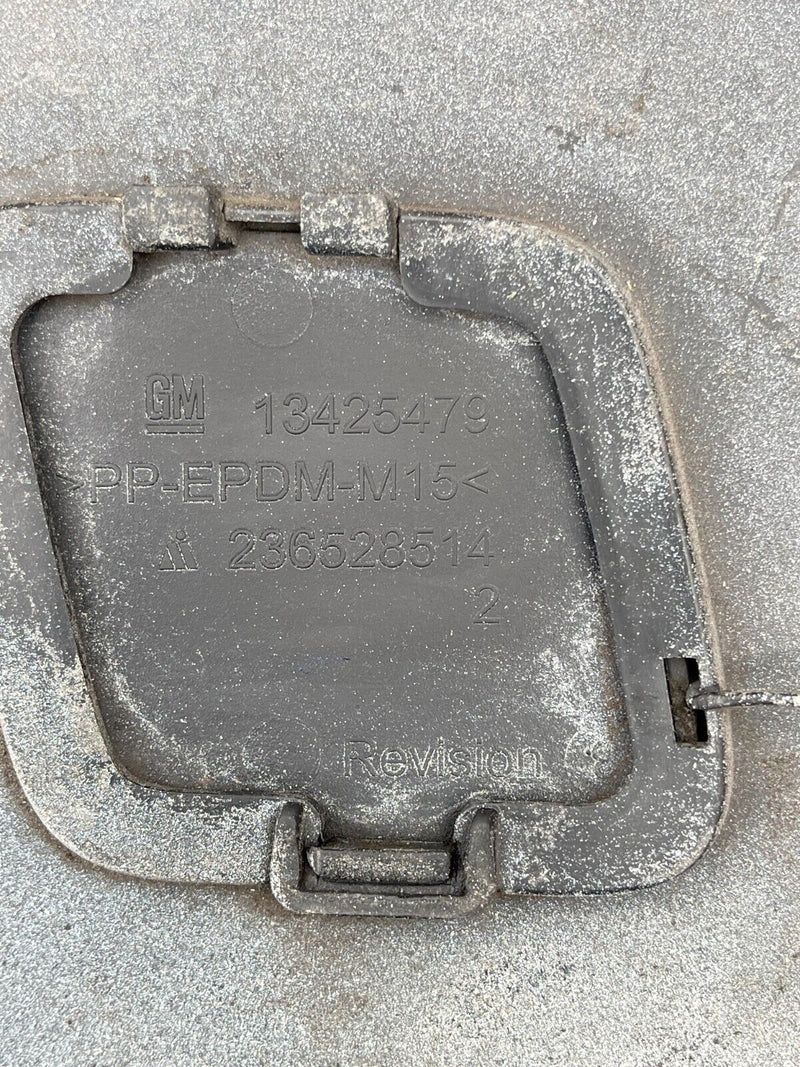 GM 13425479
>PP-EPDM-M15<
236528514
2
Revision